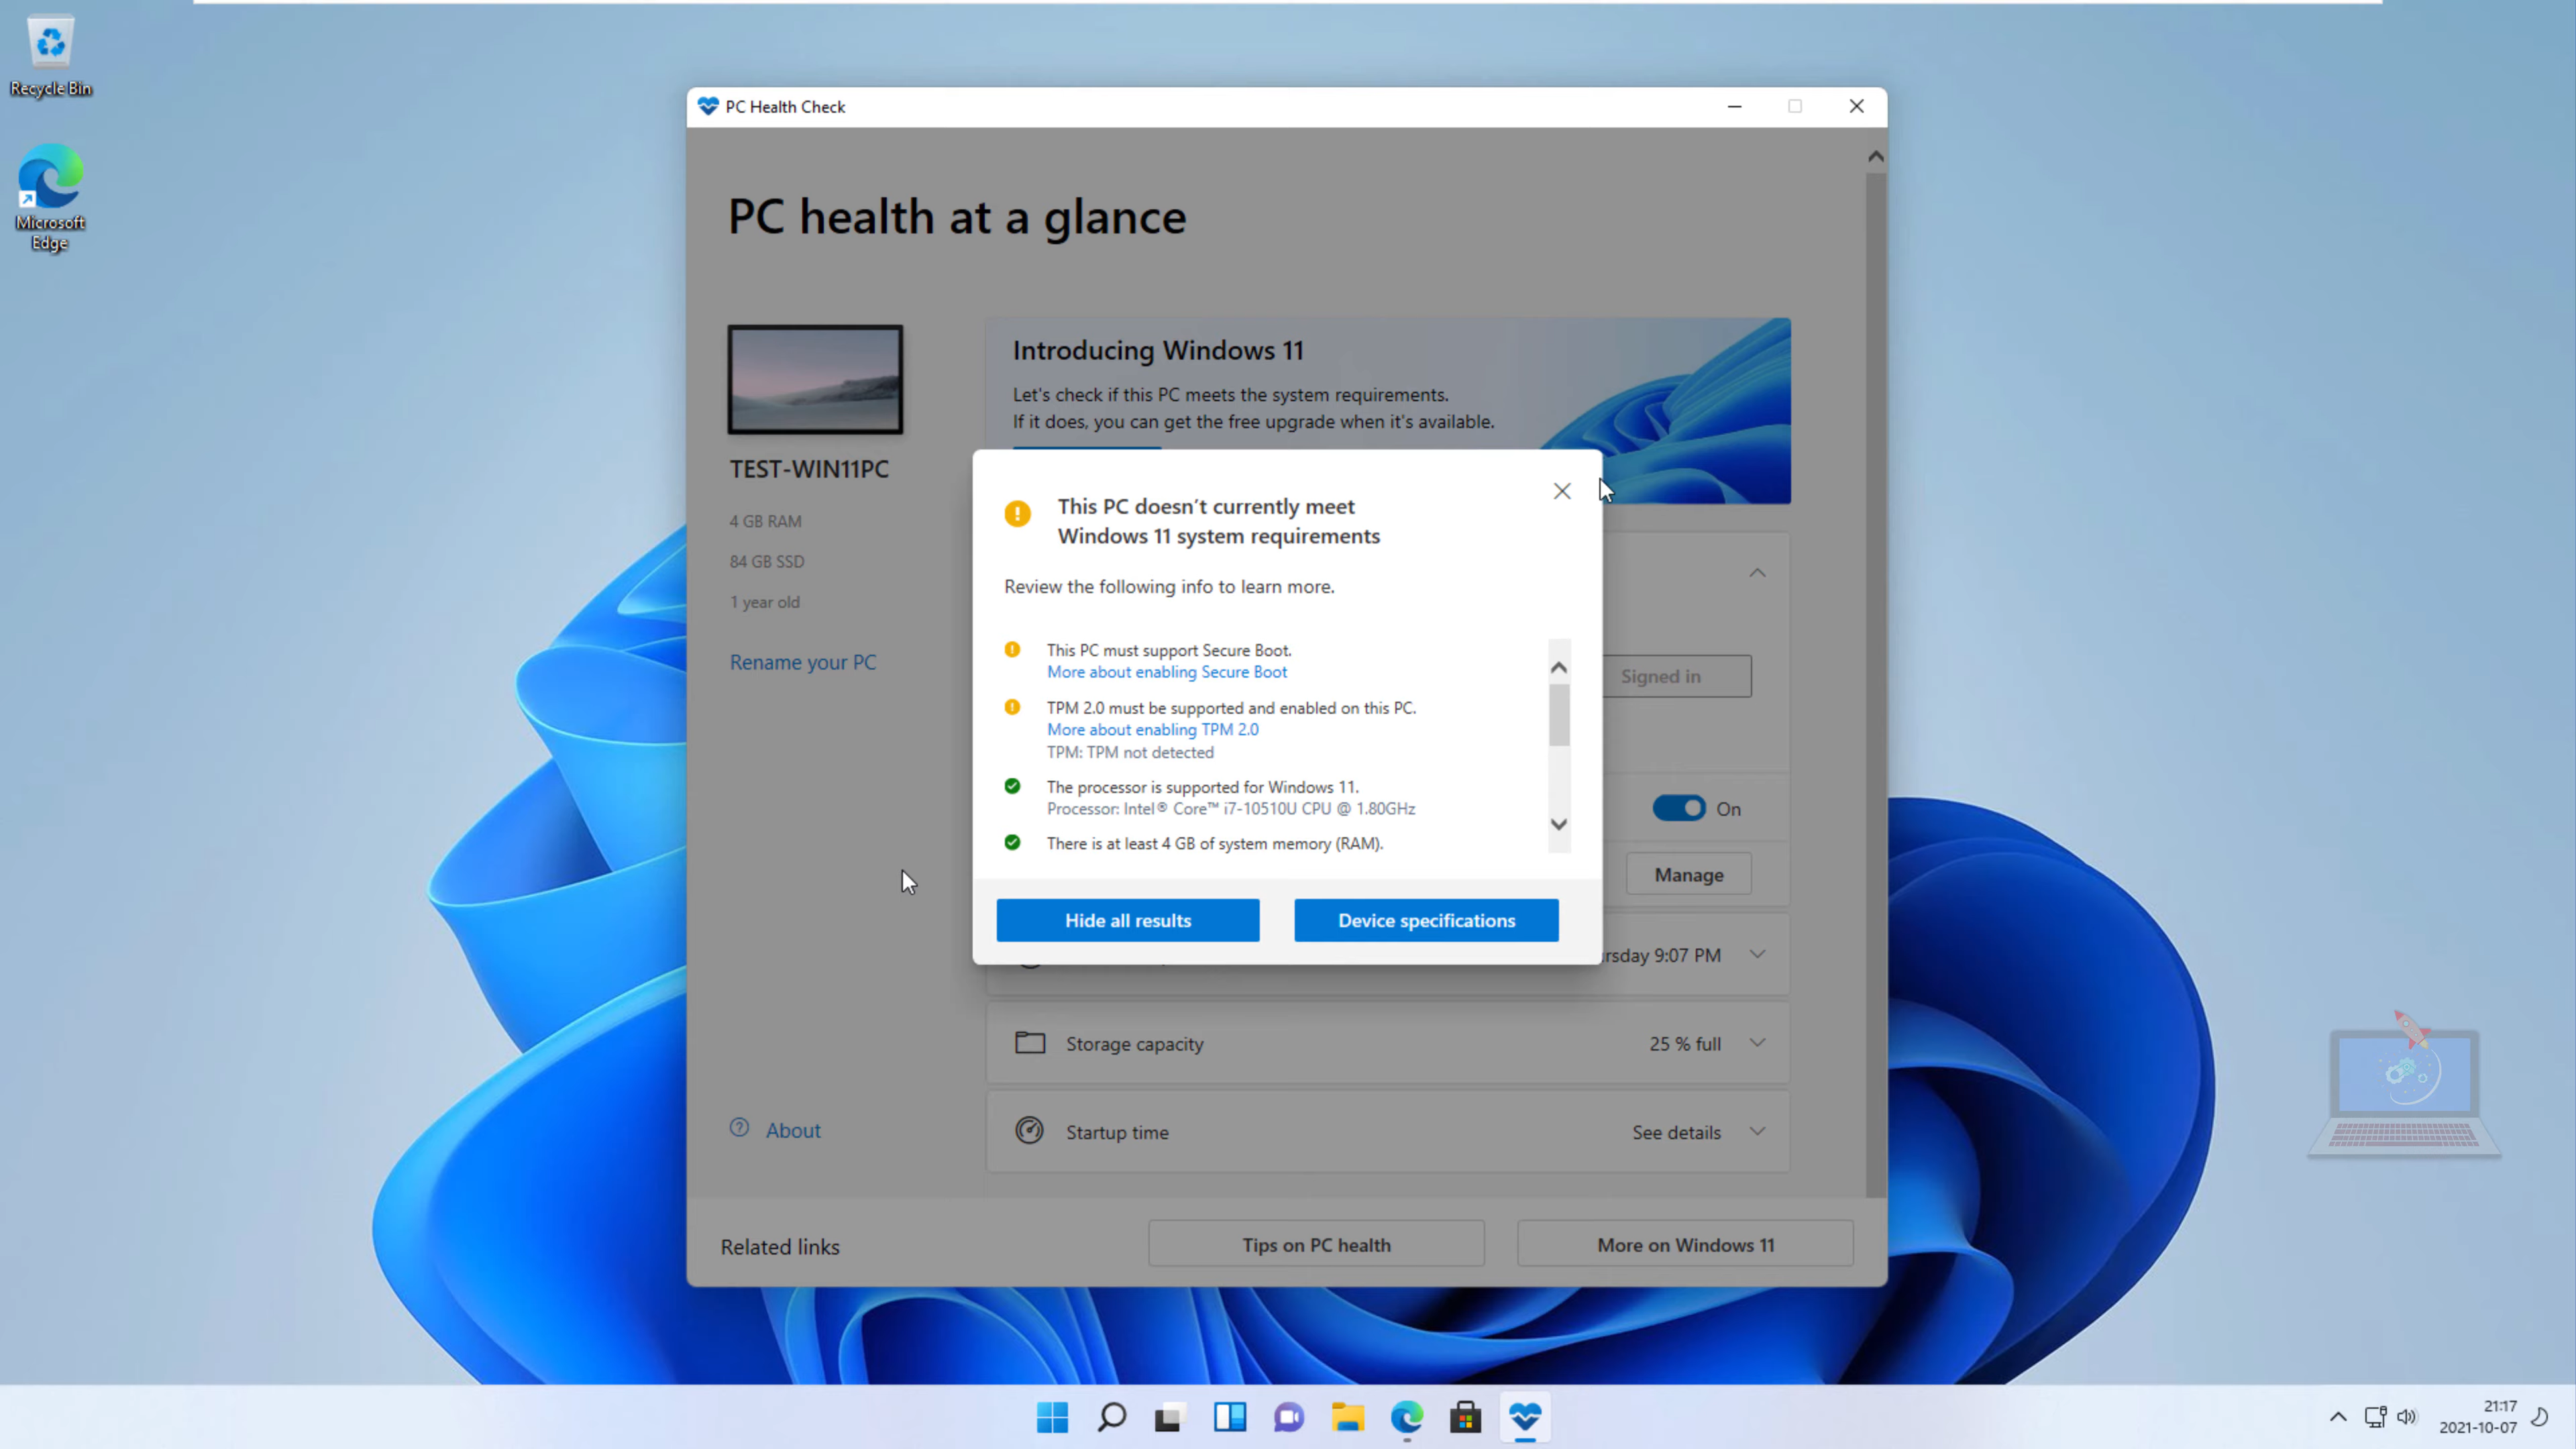 Recycle Bin
Microsoft
Edge
PC Health Check
PC health at a glance
TEST-WIN11PC
4 GB RAM
84 GB SSD
1 year old
Rename your PC
About
Introducing Windows 11
Let's check if this PC meets the system requirements.
If it does, you can get the free upgrade when it's available.
This PC doesn't currently meet
Windows 11 system requirements
Review the following info to learn more.
This PC must support Secure Boot.
More about enabling Secure Boot
TPM 2.0 must be supported and enabled on this PC.
More about enabling TPM 2.0
TPM: TPM not detected
The processor is supported for Windows 11.
Processor: Intel® Core™ i7-10510U CPU @ 1.80GHz
There is at least 4 GB of system memory (RAM).
Hide all results
Device specifications
Signed in
On
Manage
rsday 9:07 PM
Storage capacity
25 % full
Startup time
See details
Related links
Tips on PC health
More on Windows 11
21:17
2021-10-07